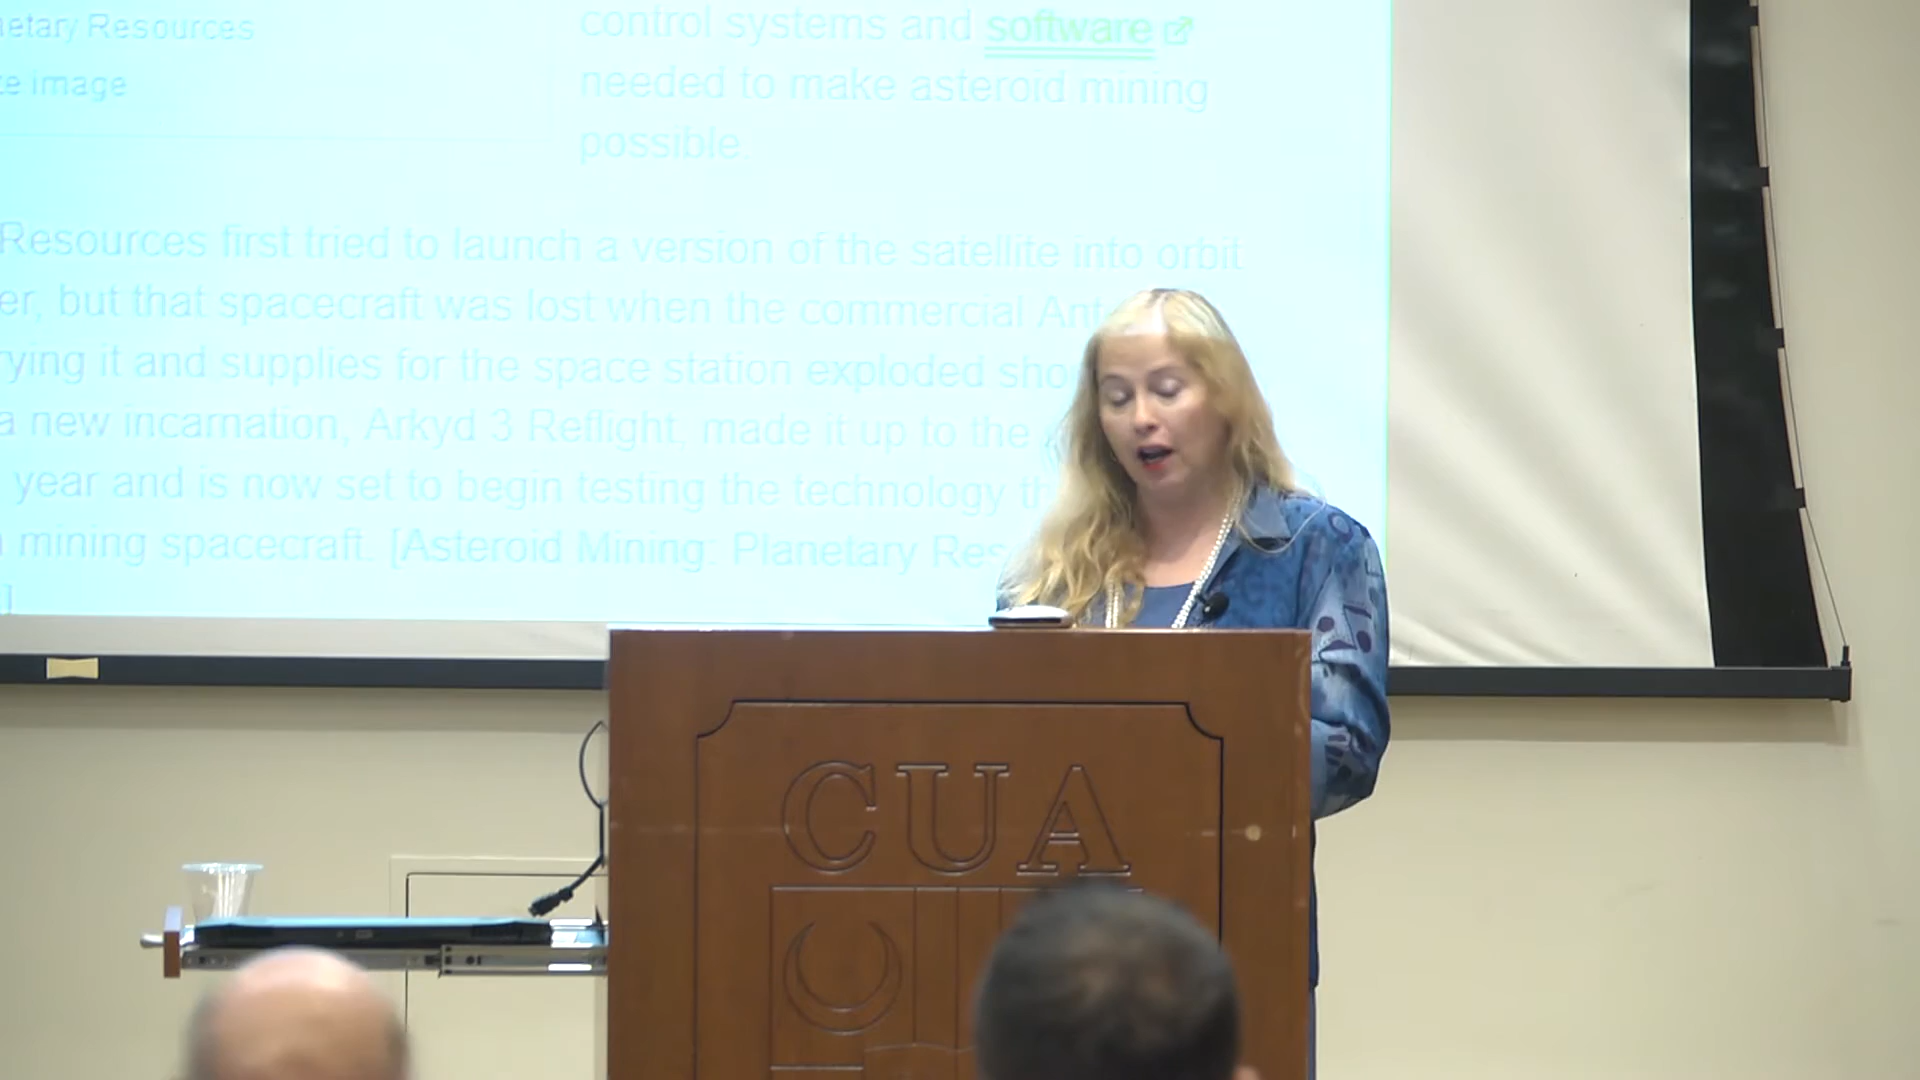 etary Resources
e image
control systems and software
needed to make asteroid mining
possible.
Resources first tried to launch a version of the satellite into orbit
er, but that spacecraft was lost when the commercial Ant
ying it and supplies for the space station exploded sho
a new incarnation, Arkyd 3 Reflight, made it up to the
year and is now set to begin testing the technology th
mining spacecraft. [Asteroid Mining: Planetary Res
]
CUA